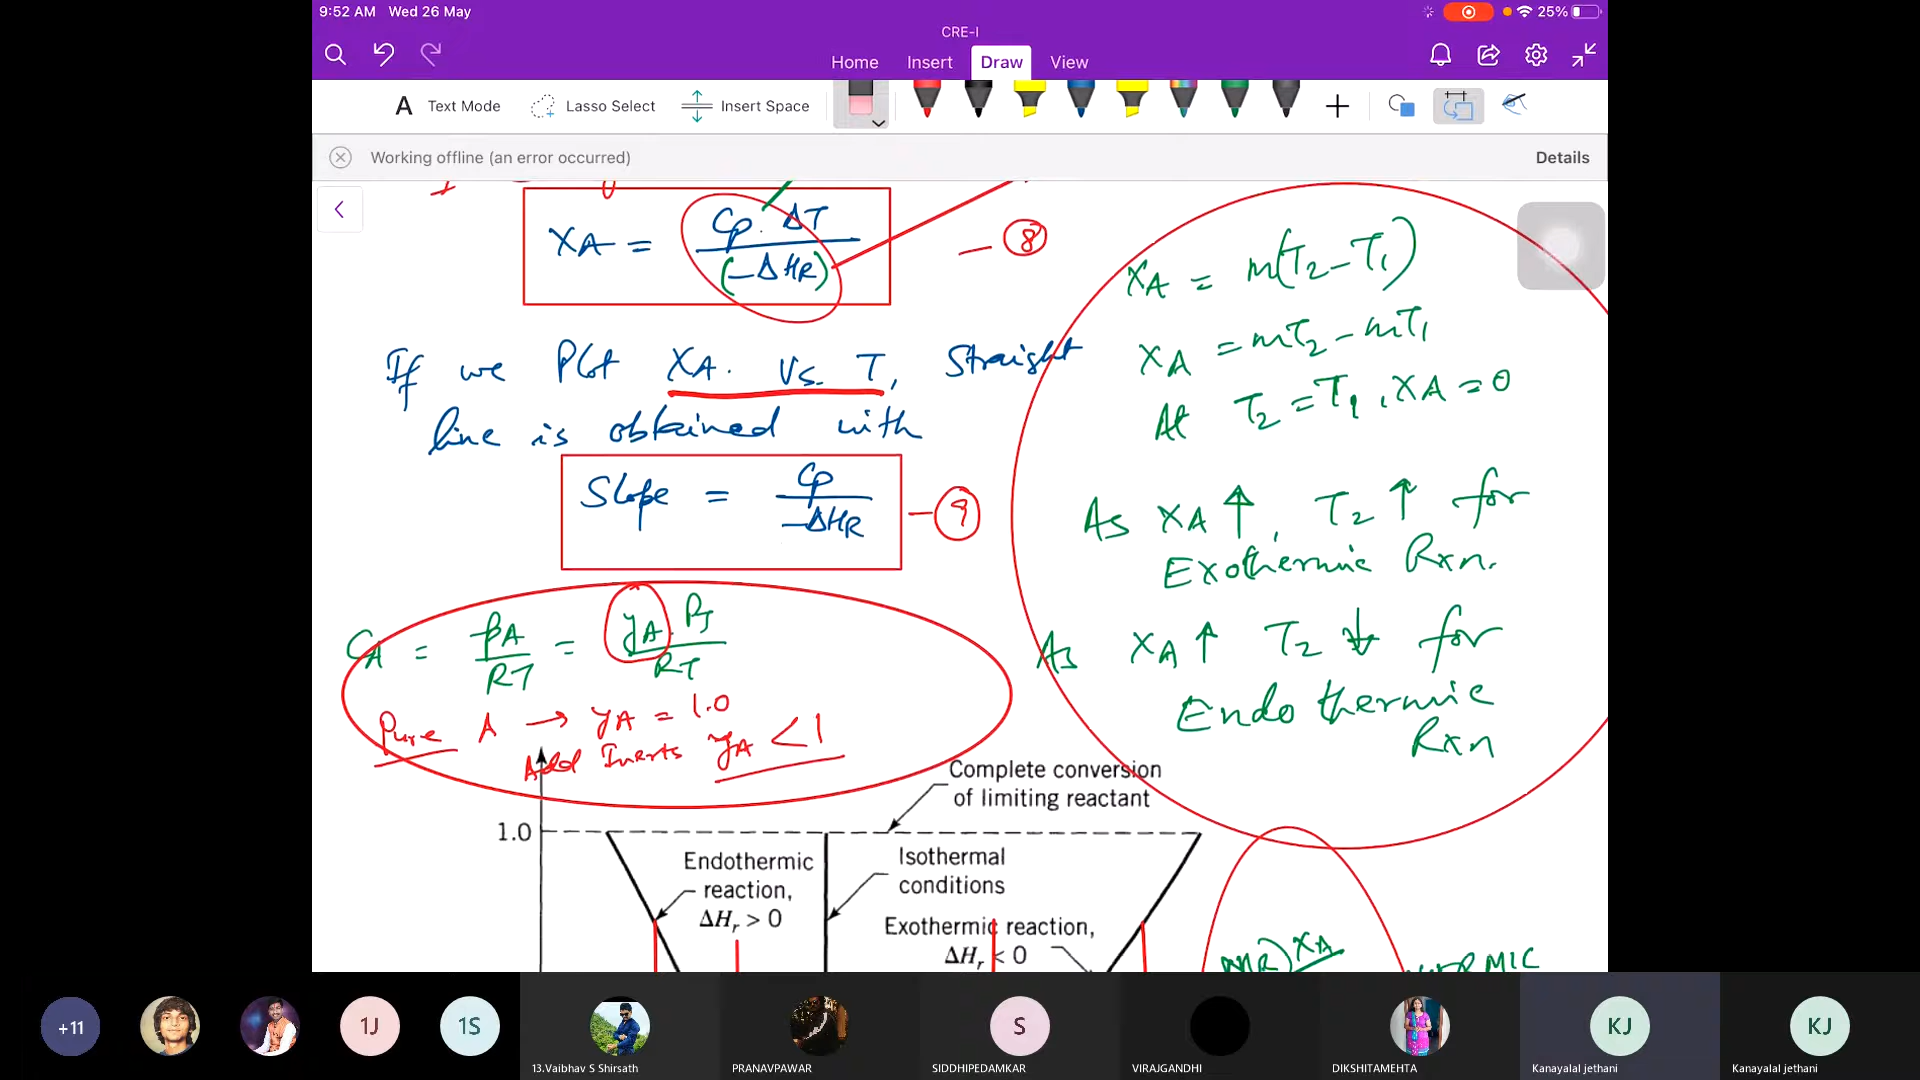 9:52 AM Wed 26 May
25%
CRE-I
Home Insert Draw View
A Text Mode Lasso Select Insert Space
Working offline (an error occurred) Details
XA = Cp. ΔT / (-ΔHR) - 8
If we Plot XA. Vs. T, Straight
line is obtained with
Slope = Cp / -ΔHR - 9
CA = pA / RT = yA. PT / RT
Pure A → yA = 1.0
Add Inerts yA < 1
XA = m(T2-T1)
XA = mT2 - mT1
At T2 = T1, XA = 0
As XA ↑, T2 ↑ for
Exothermic Rxn.
As XA ↑ T2 ↓ for
Endothermic
Rxn
Complete conversion
of limiting reactant
1.0
Endothermic
reaction,
ΔHr > 0
Isothermal
conditions
Exothermic reaction,
ΔHr < 0
XA
+11
1J
1S
13.Vaibhav S Shirsath
PRANAVPAWAR
S
SIDDHIPEDAMKAR
VIRAJGANDHI
DIKSHITAMEHTA
KJ
Kanayalal jethani
KJ
Kanayalal jethani